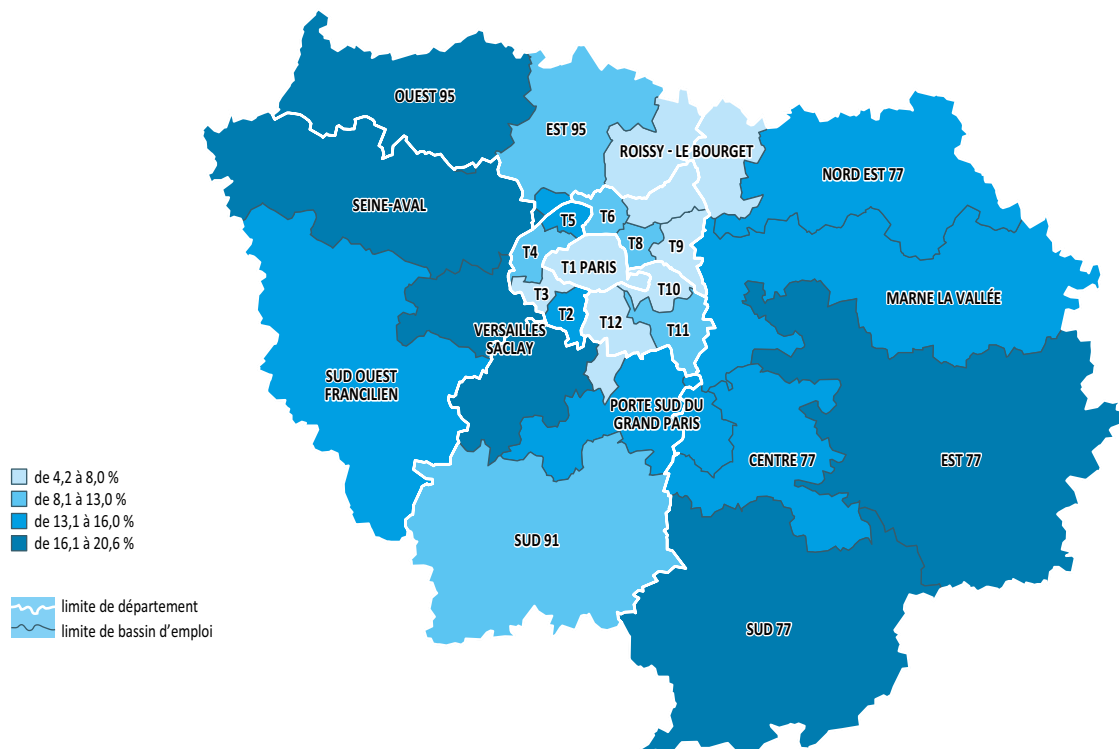 OUEST 95
EST 95
ROISSY - LE BOURGET
NORD EST 77
SEINE-AVAL
T5
T6
T4
T8
T9
T1 PARIS
T3
T10
T2
T12
T11
MARNE LA VALLÉE
VERSAILLES
SACLAY
SUD OUEST
FRANCILIEN
PORTE SUD DU
GRAND PARIS
CENTRE 77
EST 77
SUD 91
SUD 77
de 4,2 à 8,0 %
de 8,1 à 13,0 %
de 13,1 à 16,0 %
de 16,1 à 20,6 %
limite de département
limite de bassin d'emploi